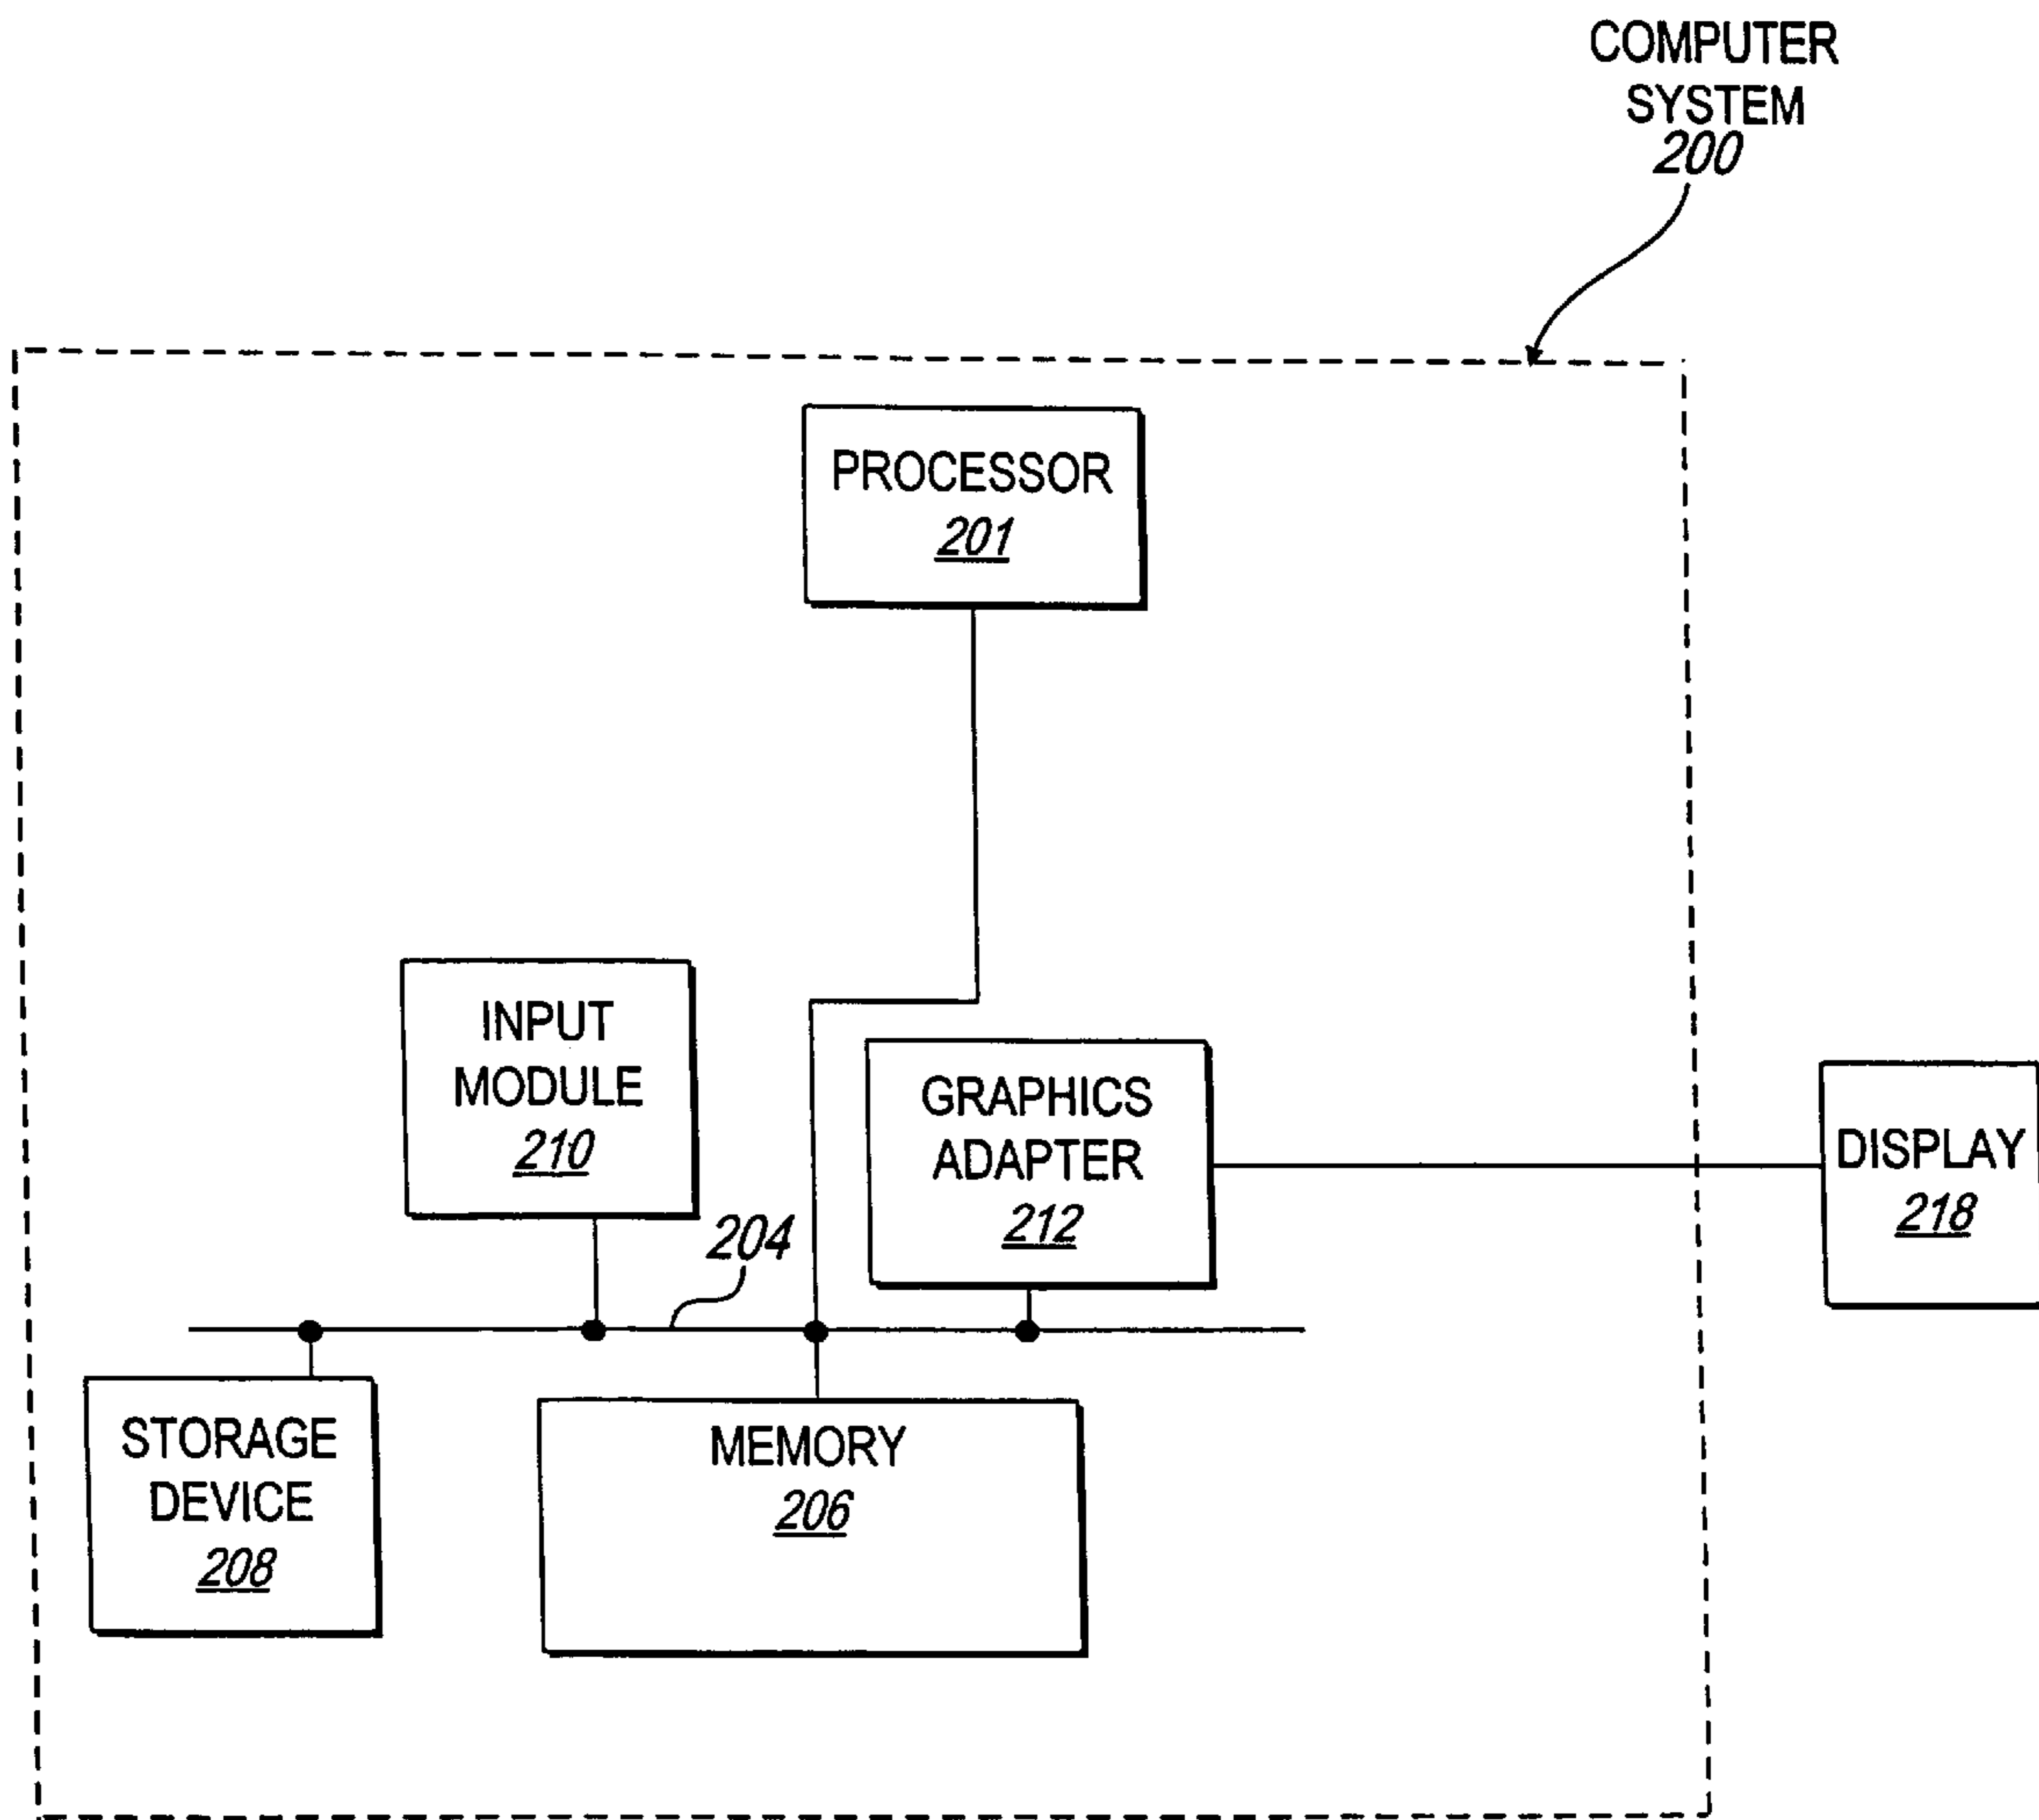 COMPUTER
SYSTEM
200
PROCESSOR
201
INPUT
MODULE
210
GRAPHICS
ADAPTER
212
DISPLAY
218
204
STORAGE
DEVICE
208
MEMORY
206